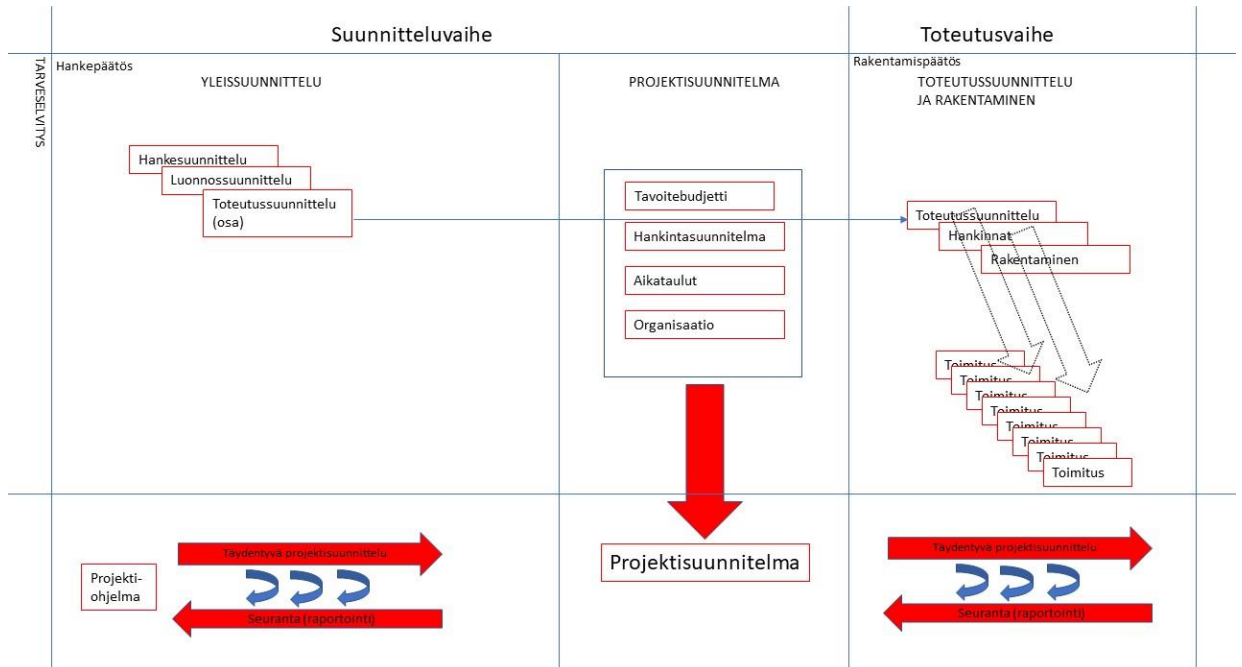 Suunnitteluvaihe
Toteutusvaihe
TARVESELVITYS
Hankepäätös
YLEISSUUNNITTELU
PROJEKTISUUNNITELMA
Rakentamispäätös
TOTEUTUSSUUNNITTELU
JA RAKENTAMINEN
Hankesuunnittelu
Luonnossuunnittelu
Toteutussuunnittelu
(osa)
Tavoitebudjetti
Hankintasuunnitelma
Aikataulut
Organisaatio
Toteutussuunnittelu
Hankinnat
Rakentaminen
Toimitus
Toimitus
Toimitus
Toimitus
Toimitus
Toimitus
Toimitus
Toimitus
Projekti-
ohjelma
Täydentyvä projektisuunnittelu
Seuranta (raportointi)
Projektisuunnitelma
Täydentyvä projektisuunnittelu
Seuranta (raportointi)